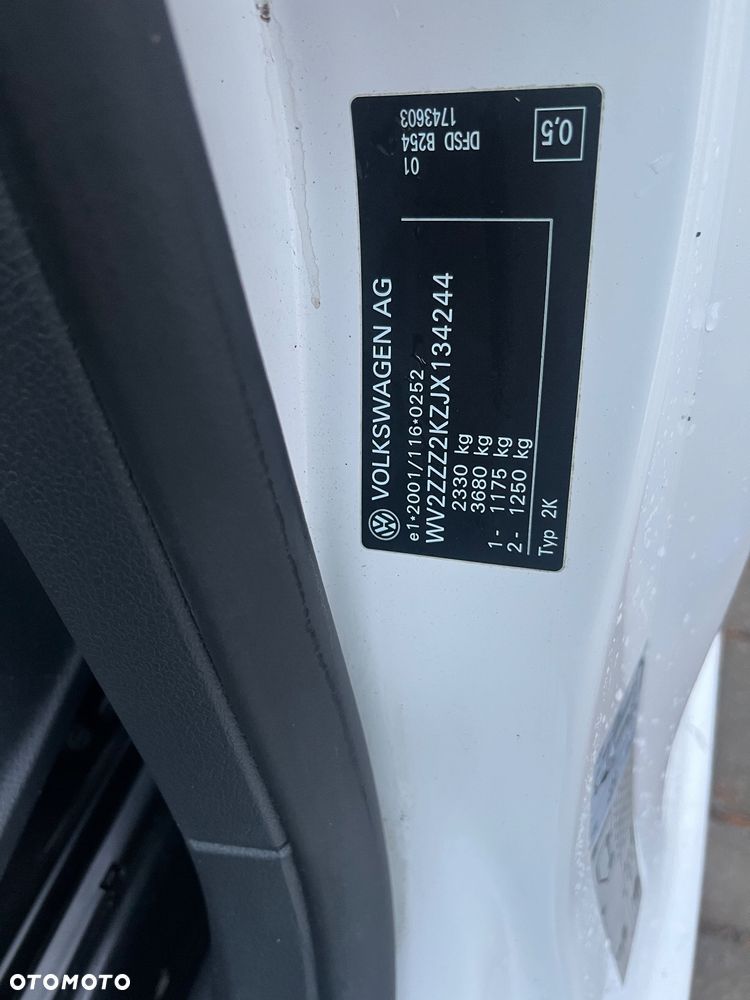 VOLKSWAGEN AG
e1*2001/116*0252
WV2ZZZ2KZJX134244
2330 kg
3680 kg
1- 1175 kg
2- 1250 kg
Typ 2K
01
DFSD B254
1743603
0,5
OTOMOTO